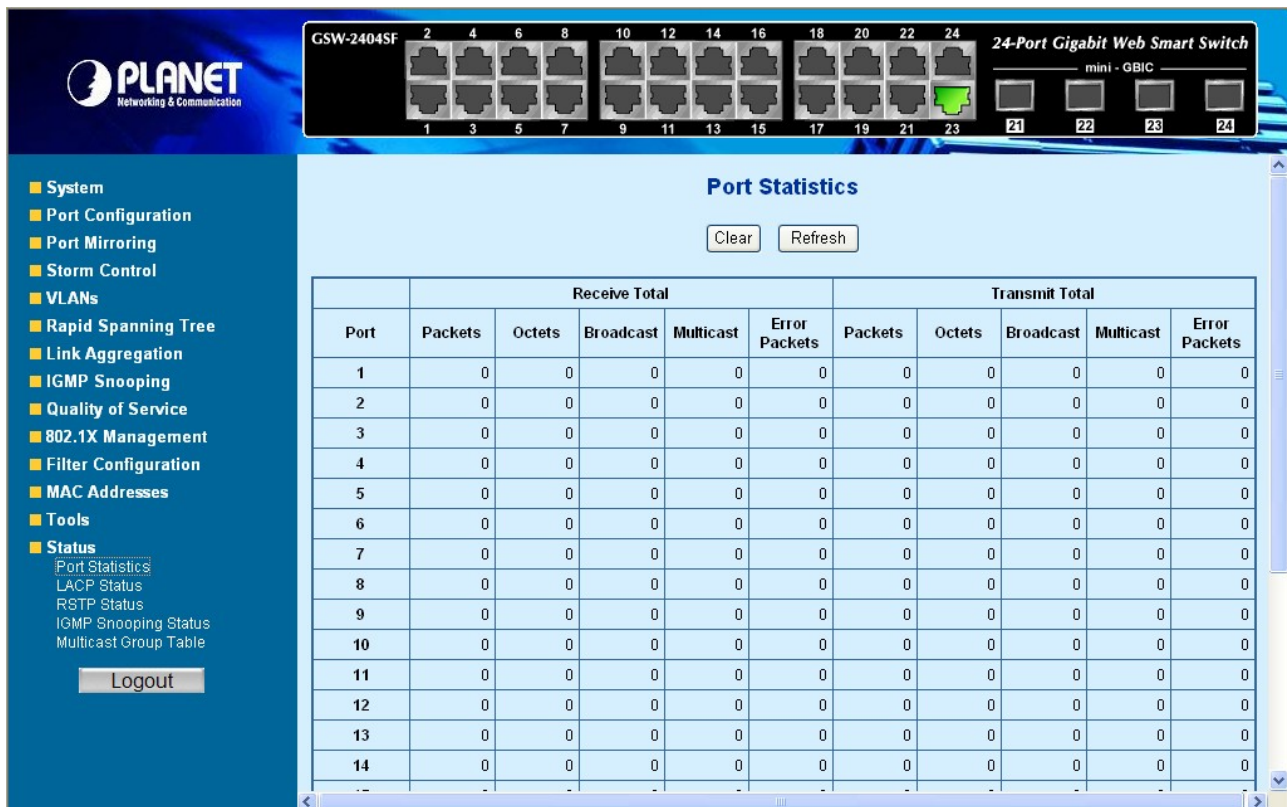 PLANET
Networking & Communication
GSW-2404SF
2 4 6 8 10 12 14 16 18 20 22 24
24-Port Gigabit Web Smart Switch
mini - GBIC
1 3 5 7 9 11 13 15 17 19 21 23
21 22 23 24
System
Port Configuration
Port Mirroring
Storm Control
VLANs
Rapid Spanning Tree
Link Aggregation
IGMP Snooping
Quality of Service
802.1X Management
Filter Configuration
MAC Addresses
Tools
Status
Port Statistics
LACP Status
RSTP Status
IGMP Snooping Status
Multicast Group Table
Logout
Port Statistics
Clear Refresh
Receive Total Transmit Total
Port Packets Octets Broadcast Multicast Error Packets Packets Octets Broadcast Multicast Error Packets
1 0 0 0 0 0 0 0 0 0 0
2 0 0 0 0 0 0 0 0 0 0
3 0 0 0 0 0 0 0 0 0 0
4 0 0 0 0 0 0 0 0 0 0
5 0 0 0 0 0 0 0 0 0 0
6 0 0 0 0 0 0 0 0 0 0
7 0 0 0 0 0 0 0 0 0 0
8 0 0 0 0 0 0 0 0 0 0
9 0 0 0 0 0 0 0 0 0 0
10 0 0 0 0 0 0 0 0 0 0
11 0 0 0 0 0 0 0 0 0 0
12 0 0 0 0 0 0 0 0 0 0
13 0 0 0 0 0 0 0 0 0 0
14 0 0 0 0 0 0 0 0 0 0